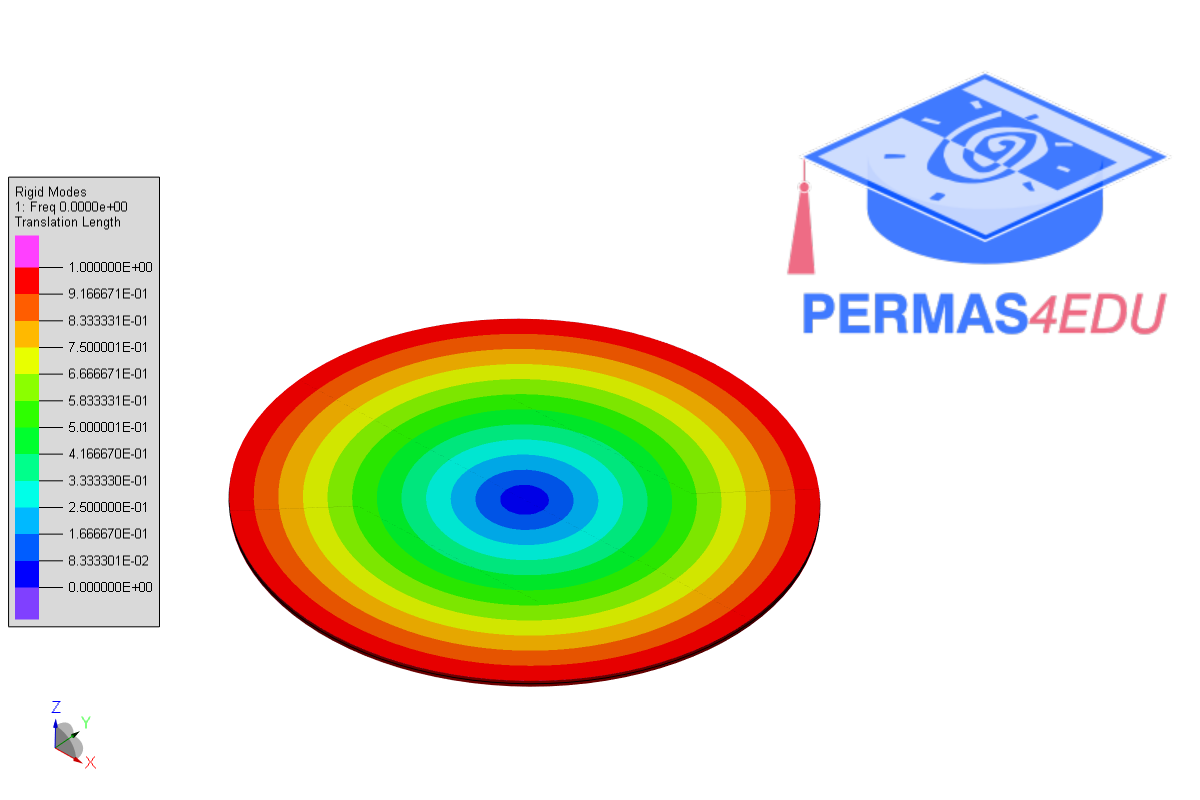 Rigid Modes
1: Freq 0.0000e+00
Translation Length
1.000000E+00
9.166671E-01
8.333331E-01
7.500001E-01
6.666671E-01
5.833331E-01
5.000001E-01
4.166670E-01
3.333330E-01
2.500000E-01
1.666670E-01
8.333301E-02
0.000000E+00
PERMAS4EDU
Z
Y
X